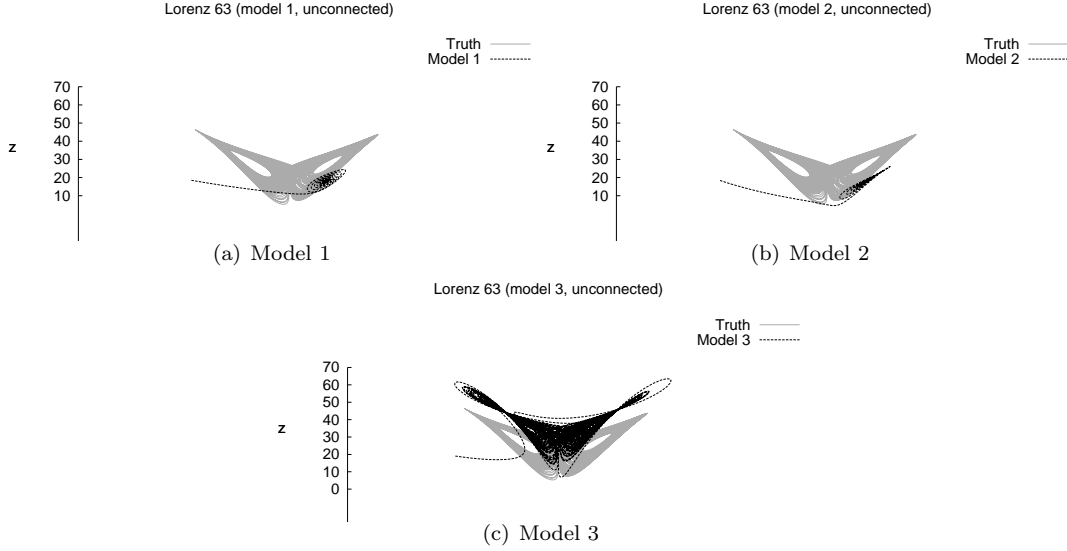 Lorenz 63 (model 1, unconnected)
Truth
Model 1
70
60
50
40
30
20
10
z
(a) Model 1
Lorenz 63 (model 2, unconnected)
Truth
Model 2
70
60
50
40
30
20
10
z
(b) Model 2
Lorenz 63 (model 3, unconnected)
Truth
Model 3
70
60
50
40
30
20
10
0
z
(c) Model 3